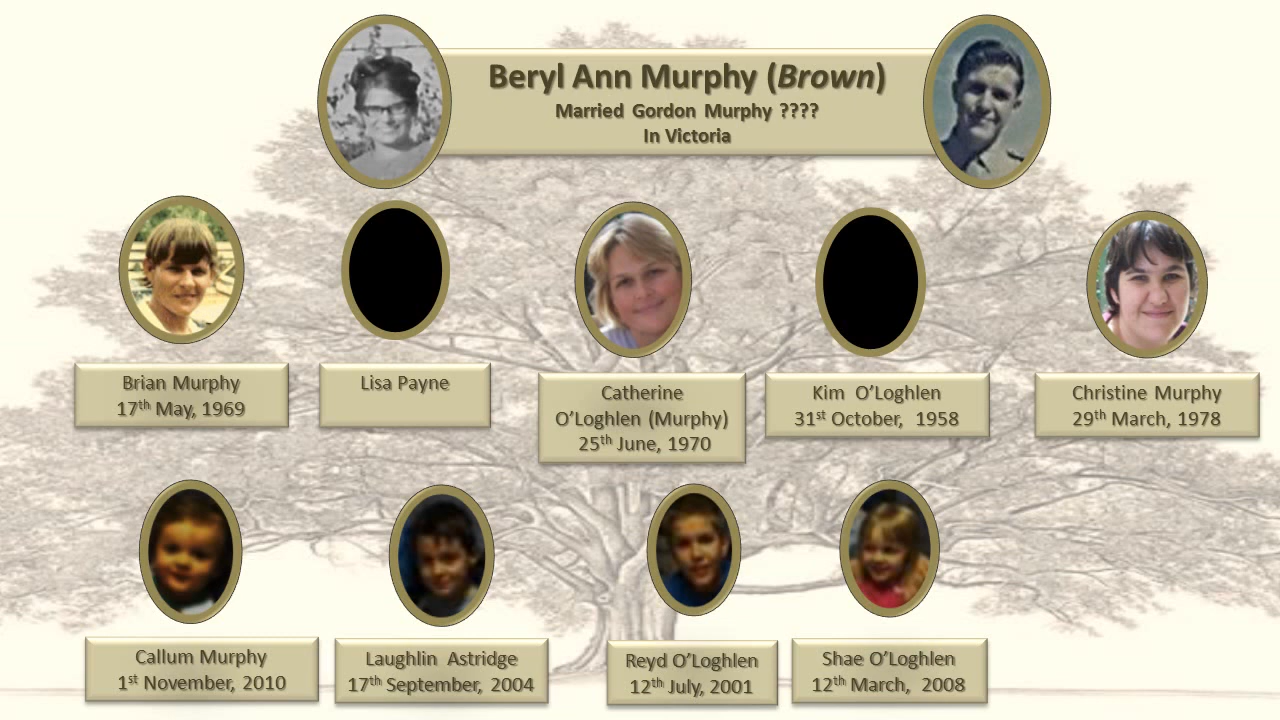 Beryl Ann Murphy (Brown)
Married Gordon Murphy ????
In Victoria
Brian Murphy
17th May, 1969
Lisa Payne
Catherine
O'Loghlen (Murphy)
25th June, 1970
Kim O'Loghlen
31st October, 1958
Christine Murphy
29th March, 1978
Callum Murphy
1st November, 2010
Laughlin Astridge
17th September, 2004
Reyd O'Loghlen
12th July, 2001
Shae O'Loghlen
12th March, 2008